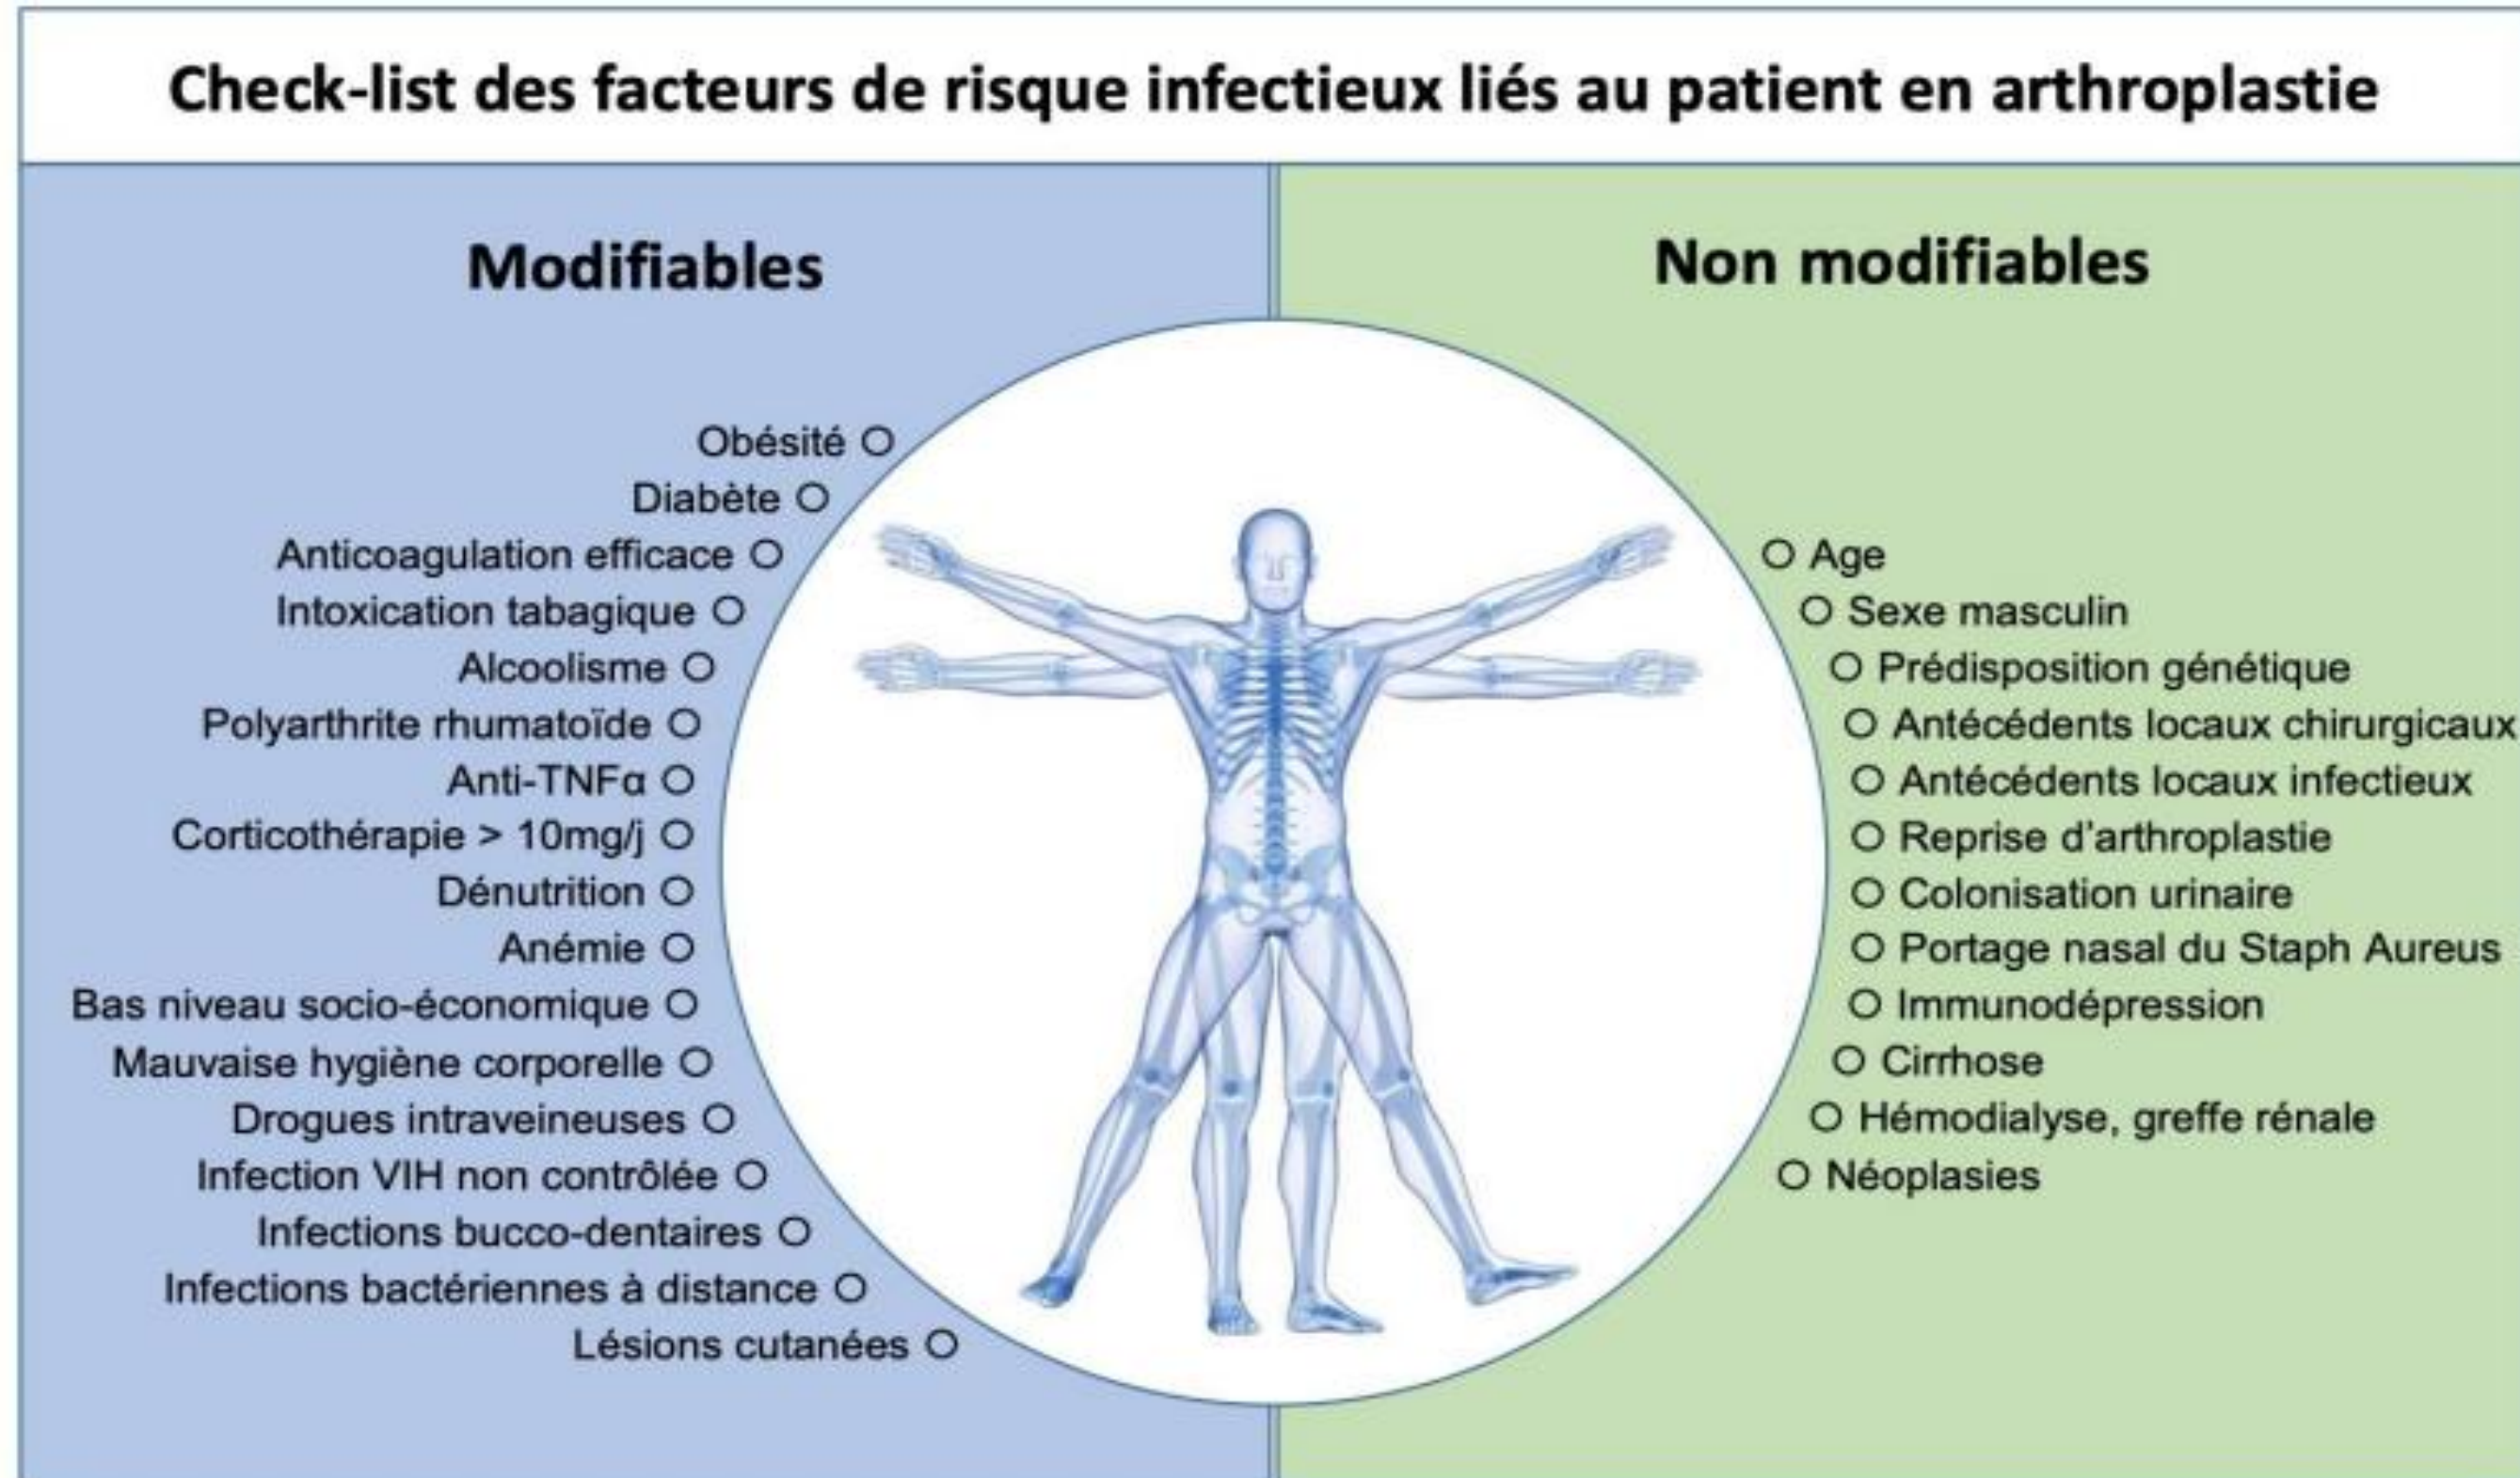 Check-list des facteurs de risque infectieux liés au patient en arthroplastie
Modifiables
Obésité
Diabète
Anticoagulation efficace
Intoxication tabagique
Alcoolisme
Polyarthrite rhumatoïde
Anti-TNFα
Corticothérapie > 10mg/j
Dénutrition
Anémie
Bas niveau socio-économique
Mauvaise hygiène corporelle
Drogues intraveineuses
Infection VIH non contrôlée
Infections bucco-dentaires
Infections bactériennes à distance
Lésions cutanées
Non modifiables
Age
Sexe masculin
Prédisposition génétique
Antécédents locaux chirurgicaux
Antécédents locaux infectieux
Reprise d'arthroplastie
Colonisation urinaire
Portage nasal du Staph Aureus
Immunodépression
Cirrhose
Hémodialyse, greffe rénale
Néoplasies